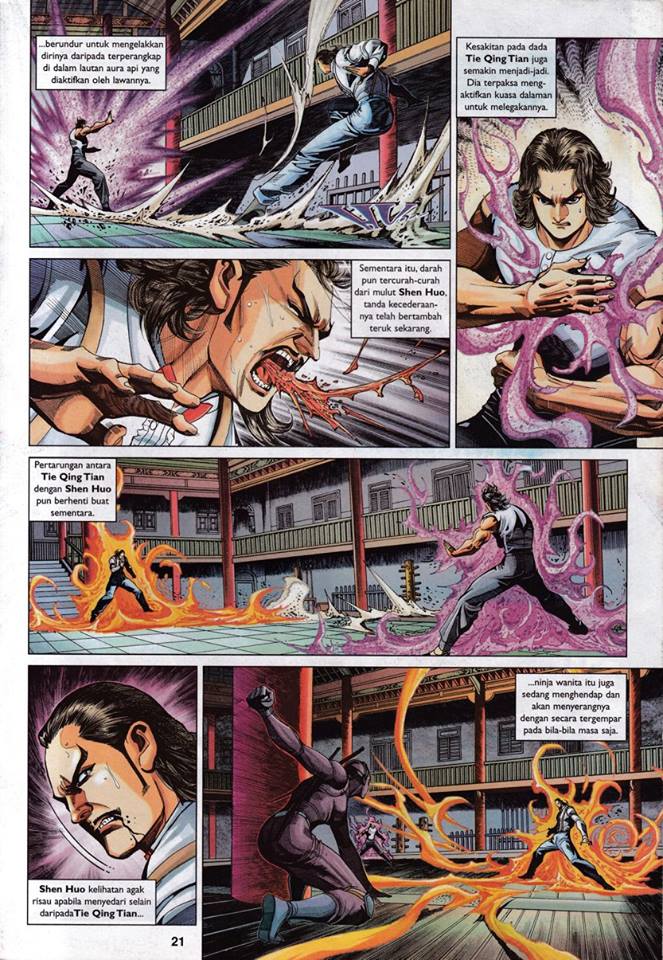 ...berundur untuk mengelakkan
dirinya daripada terperangkap
di dalam lautan aura api yang
diaktifkan oleh lawannya.
Kesakitan pada dada
Tie Qing Tian juga
semakin menjadi-jadi.
Dia terpaksa meng-
aktifkan kuasa dalaman
untuk melegakannya.
Sementara itu, darah
pun tercurah-curah
dari mulut Shen Huo,
tanda kecederaan-
nya telah bertambah
teruk sekarang.
Pertarungan antara
Tie Qing Tian
dengan Shen Huo
pun berhenti buat
sementara.
Shen Huo kelihatan agak
risau apabila menyedari selain
daripadaTie Qing Tian...
...ninja wanita itu juga
sedang menghendap dan
akan menyerangnya
dengan secara tergempar
pada bila-bila masa saja.
21